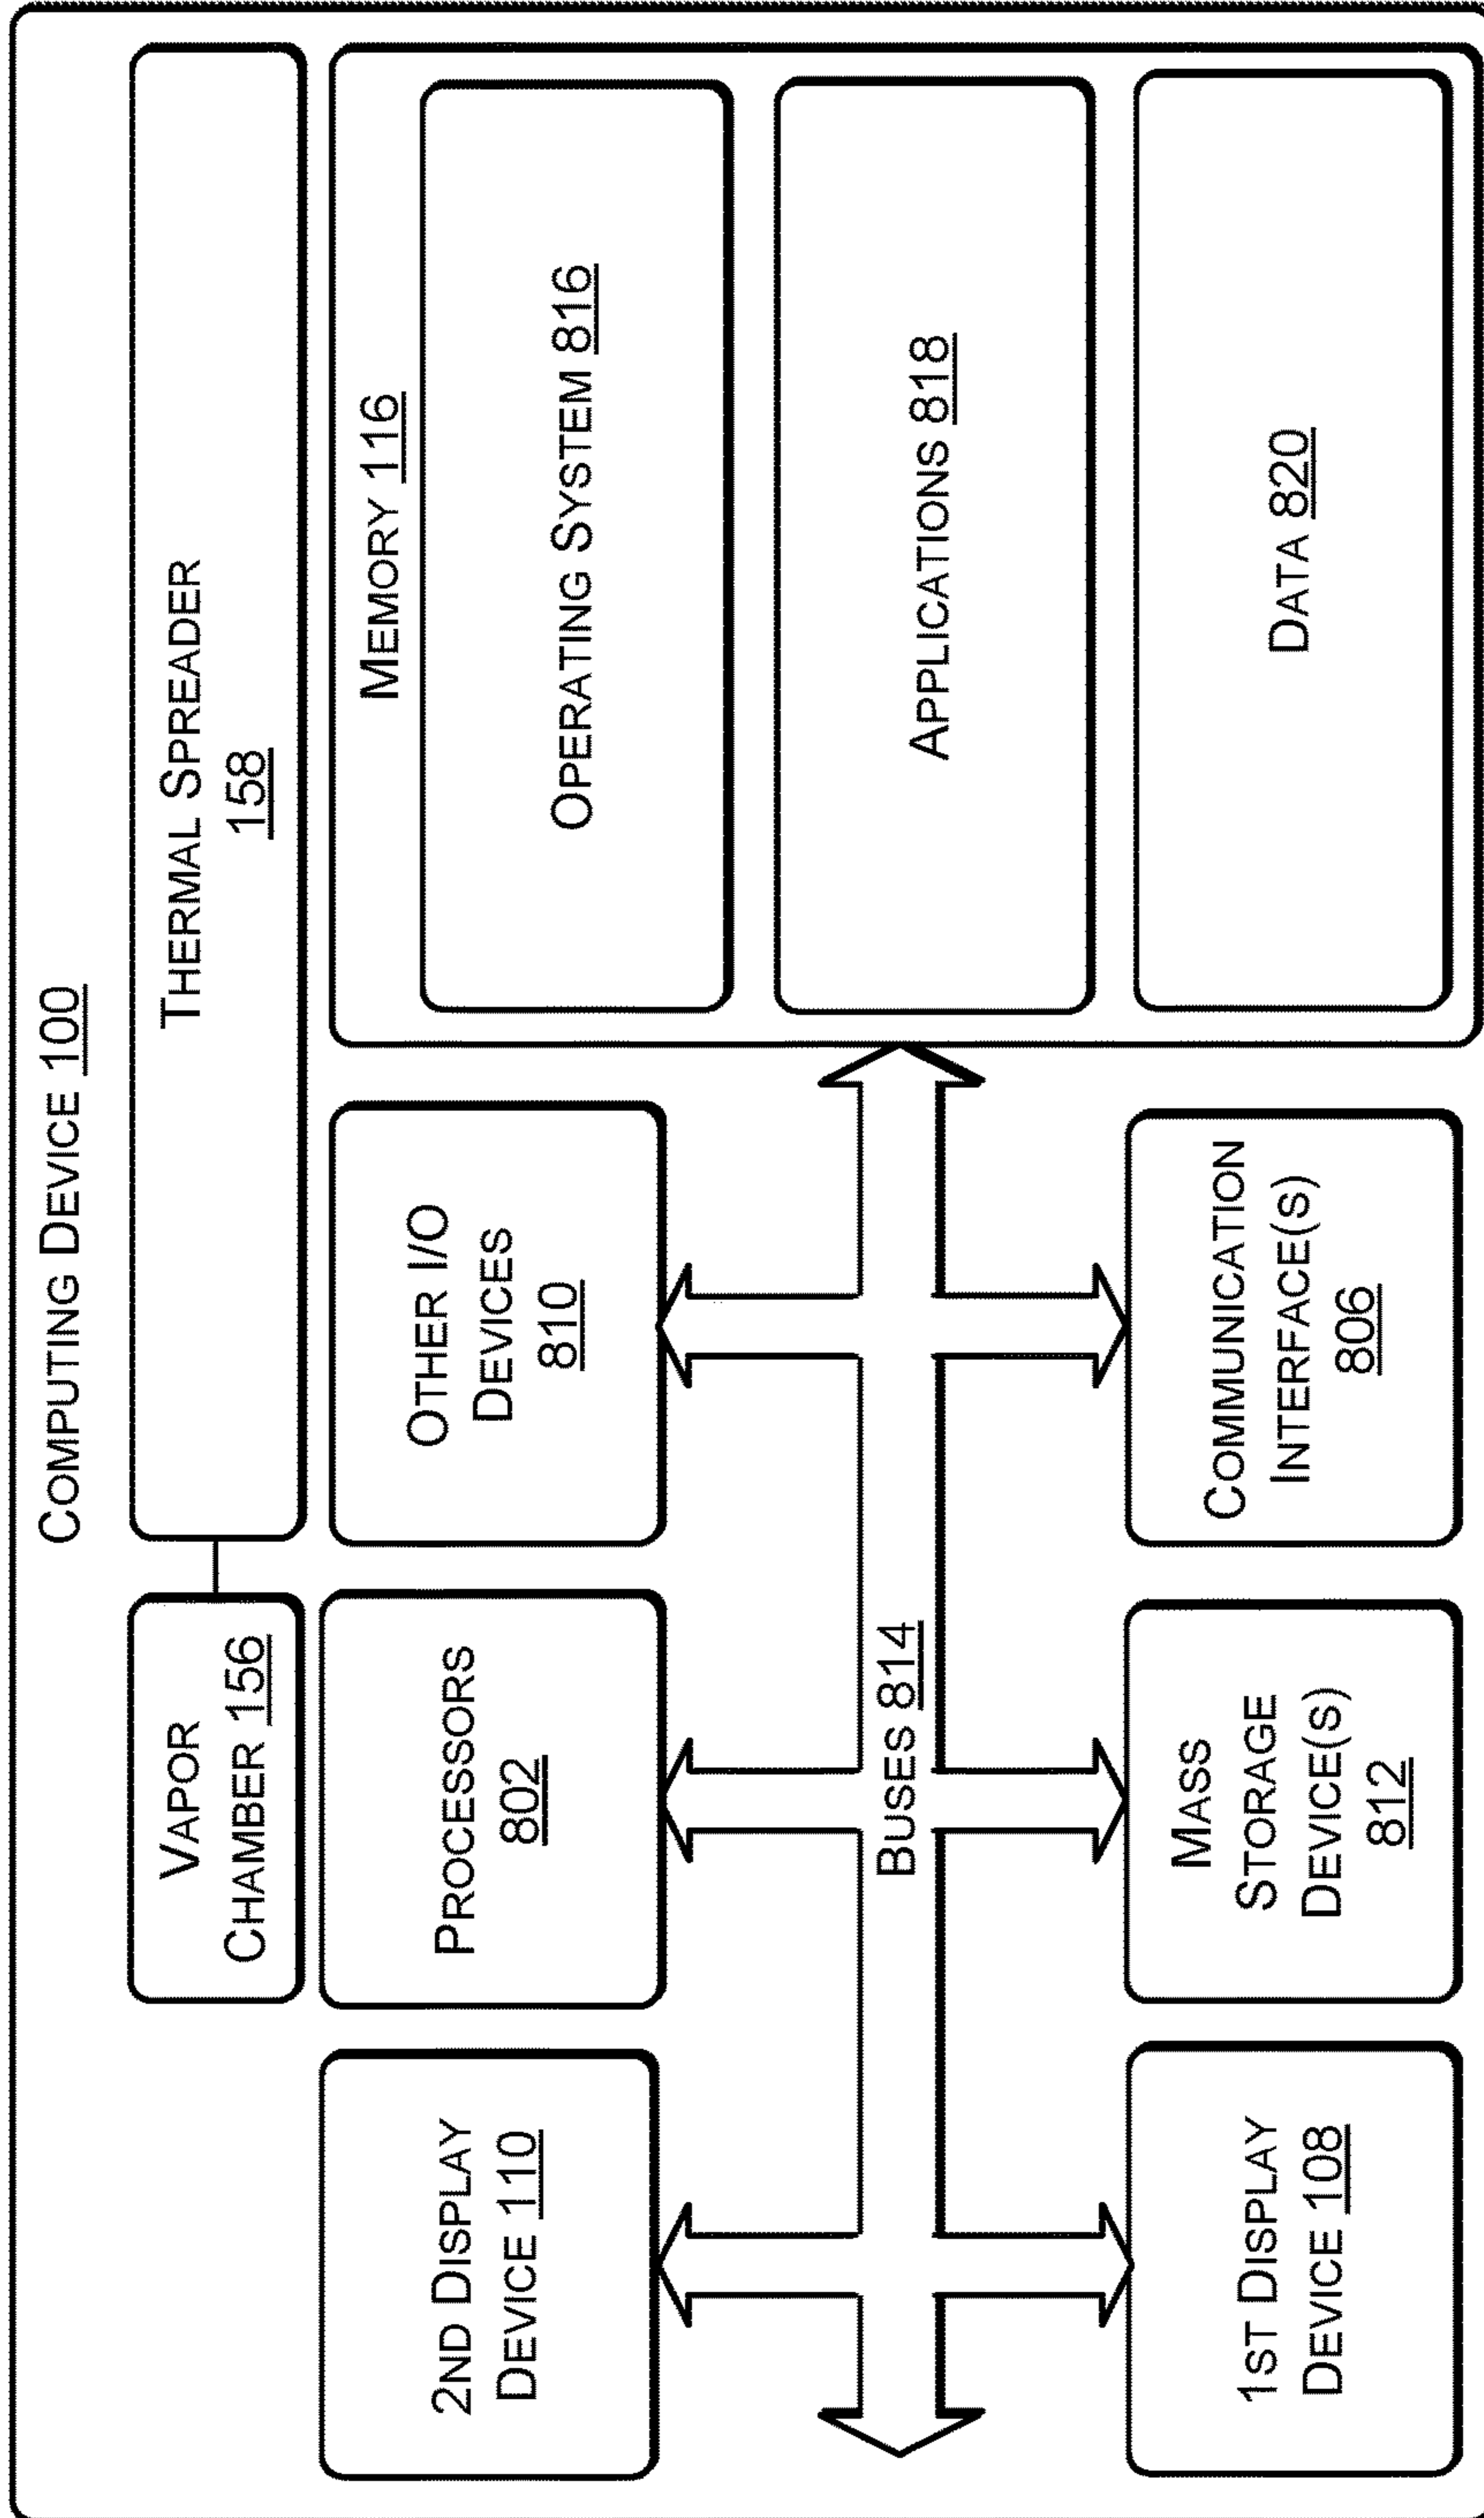 COMPUTING DEVICE 100
VAPOR
CHAMBER 156
THERMAL SPREADER
158
2ND DISPLAY
DEVICE 110
PROCESSORS
802
OTHER I/O
DEVICES
810
MEMORY 116
OPERATING SYSTEM 816
APPLICATIONS 818
DATA 820
BUSES 814
1ST DISPLAY
DEVICE 108
MASS
STORAGE
DEVICE(S)
812
COMMUNICATION
INTERFACE(S)
806